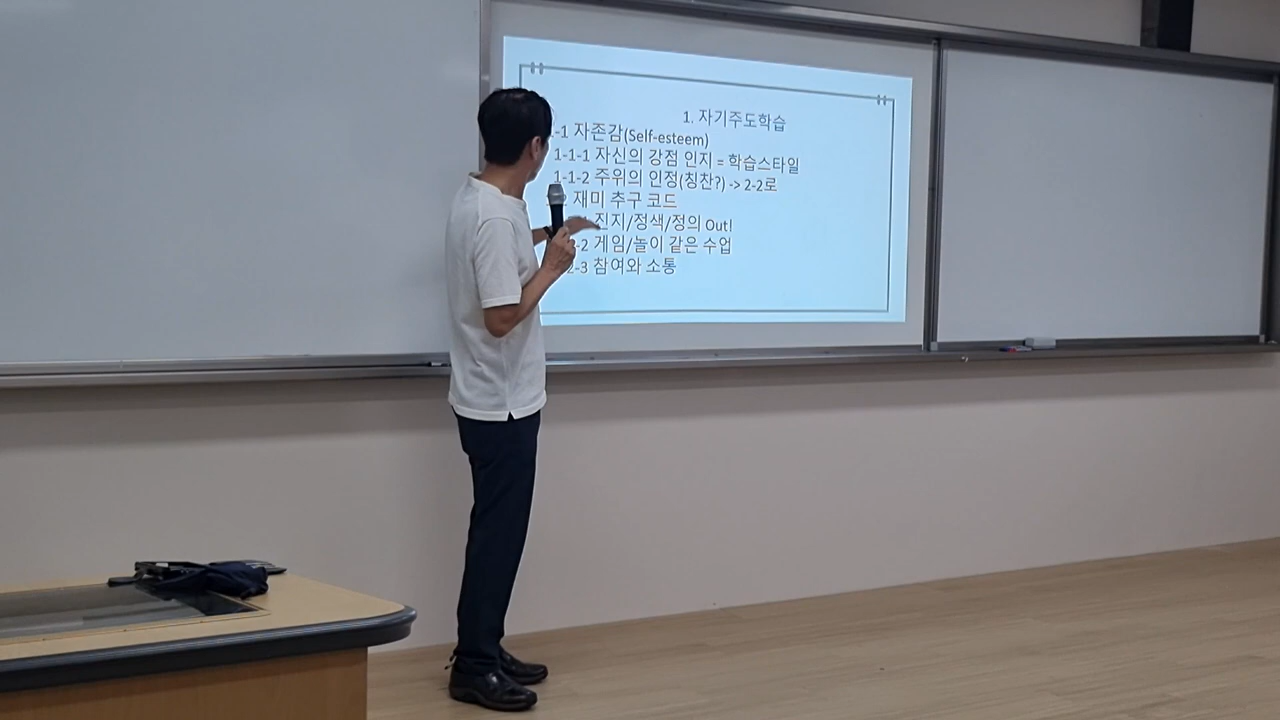 1. 자기주도학습
-1 자존감(Self-esteem)
1-1-1 자신의 강점 인지 = 학습스타일
1-1-2 주위의 인정(칭찬?) -> 2-2로
재미 추구 코드
진지/정색/정의 Out!
-2 게임/놀이 같은 수업
2-3 참여와 소통